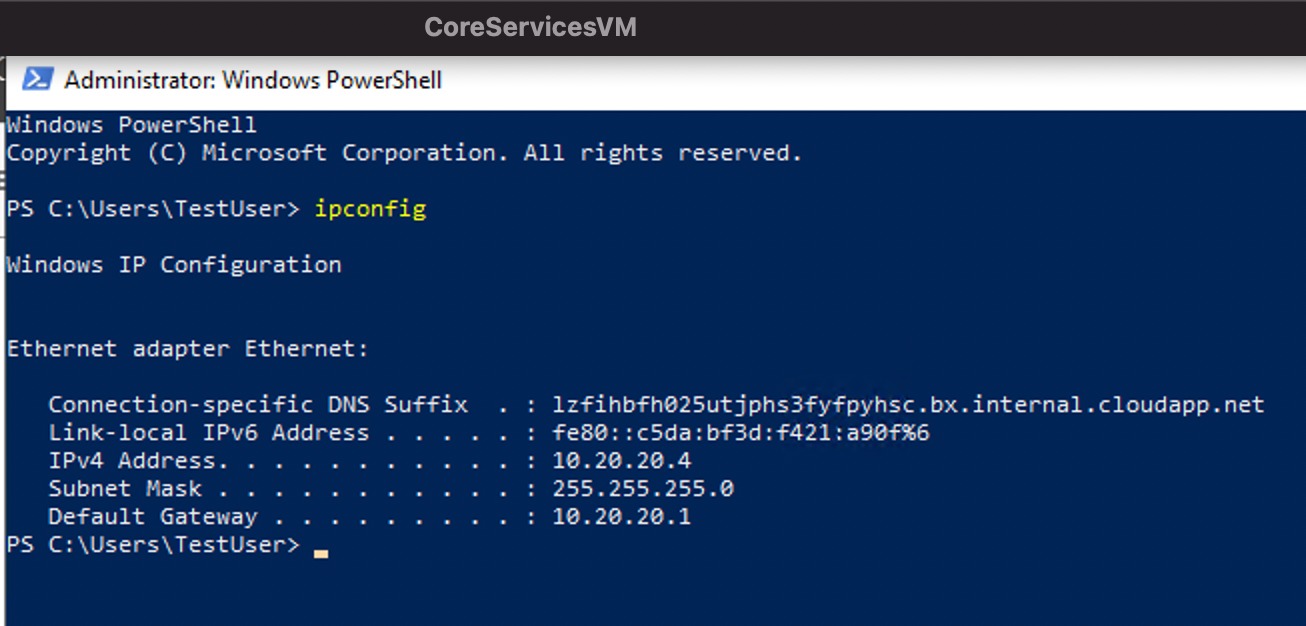 CoreServicesVM
Administrator: Windows PowerShell
Windows PowerShell
Copyright (C) Microsoft Corporation. All rights reserved.
PS C:\Users\TestUser> ipconfig
Windows IP Configuration
Ethernet adapter Ethernet:
Connection-specific DNS Suffix  . : lzfihbfh025utjphs3fyfpyhsc.bx.internal.cloudapp.net
Link-local IPv6 Address . . . . . : fe80::c5da:bf3d:f421:a90f%6
IPv4 Address. . . . . . . . . . . : 10.20.20.4
Subnet Mask . . . . . . . . . . . : 255.255.255.0
Default Gateway . . . . . . . . . : 10.20.20.1
PS C:\Users\TestUser>